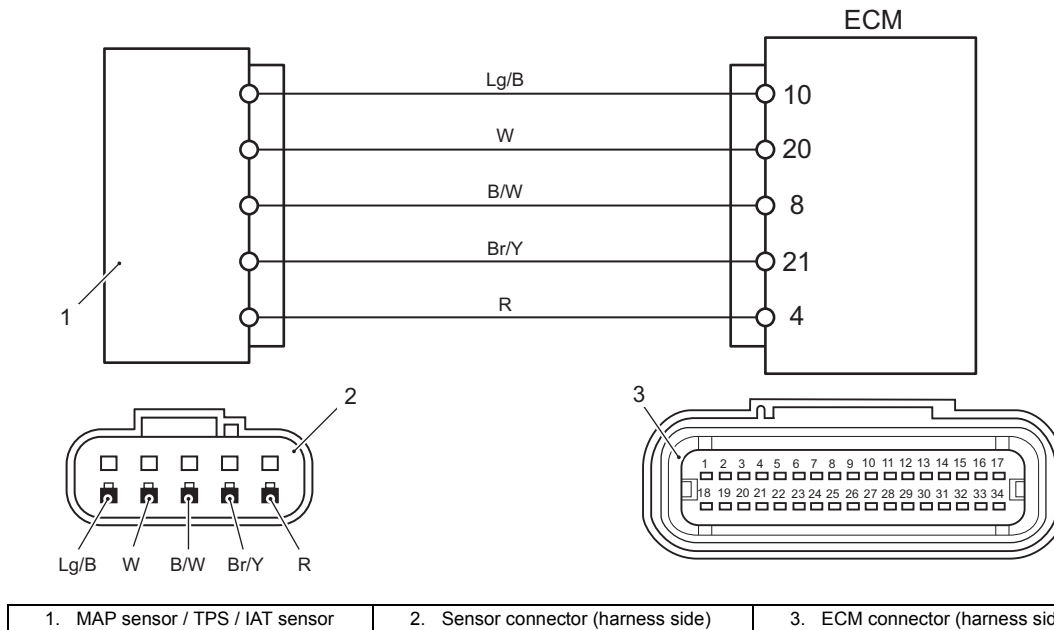 ECM
Lg/B
10
W
20
B/W
8
Br/Y
21
R
4
1
2
3
1 2 3 4 5 6 7 8 9 10 11 12 13 14 15 16 17
18 19 20 21 22 23 24 25 26 27 28 29 30 31 32 33 34
Lg/B W B/W Br/Y R
1. MAP sensor / TPS / IAT sensor 2. Sensor connector (harness side) 3. ECM connector (harness sid